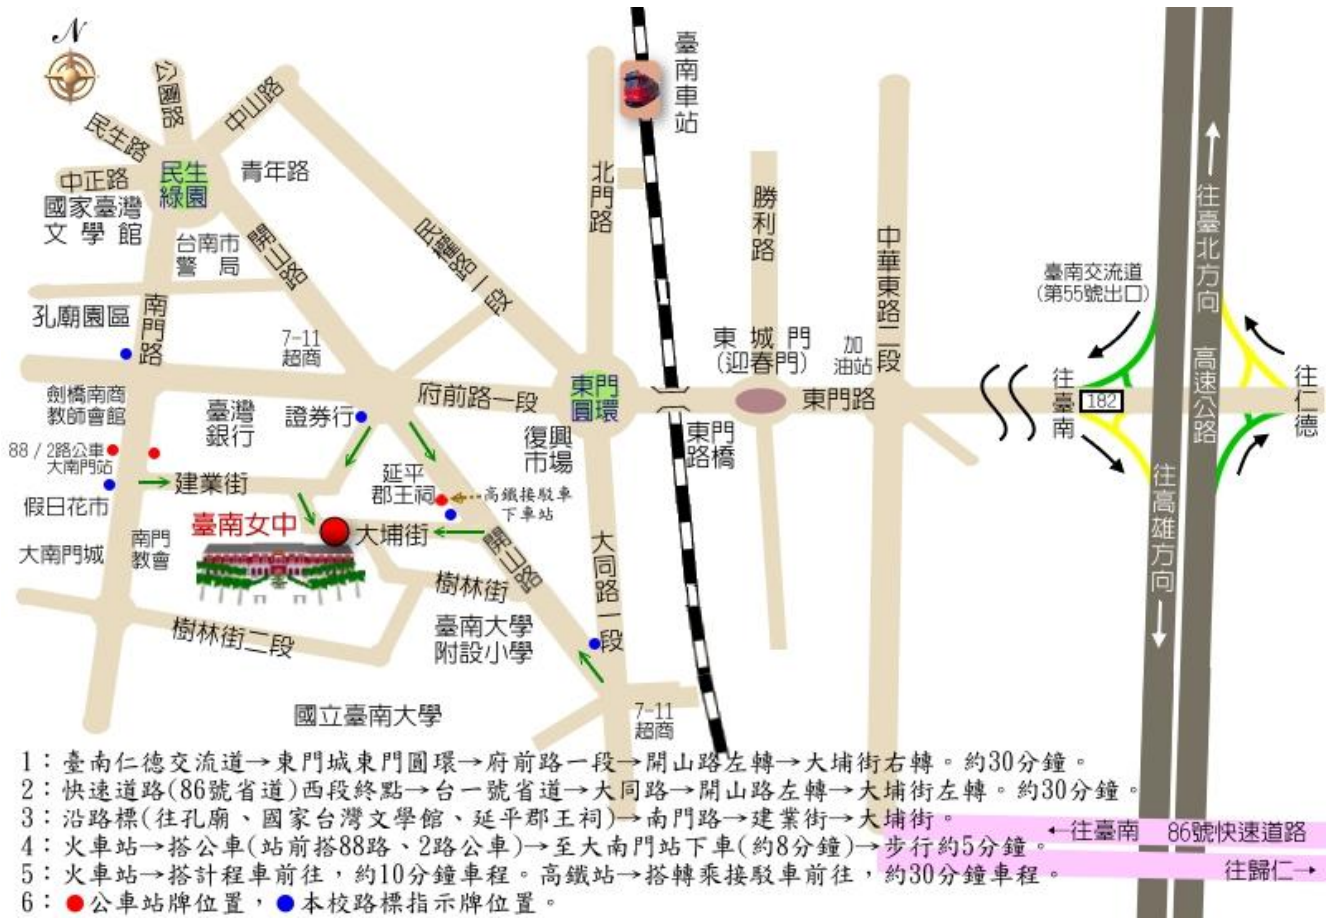 N
臺南車站
公園路
中山路
民生路
中正路
民生
綠園
青年路
國家臺灣
文學館
台南市
警局
開山路
民權路一段
北門路
勝利路
中華東路二段
臺南交流道
(第55號出口)
往臺北方向
高速公路
孔廟園區
南門路
7-11
超商
東城門
(迎春門)
加油站
劍橋南商
教師會館
臺灣
銀行
證券行
府前路一段
東門
圓環
東門路
往臺南
182
往仁德
88 / 2路公車
大南門站
復興
市場
東門
路橋
延平
郡王祠
高鐵接駁車
下車站
建業街
假日花市
臺南女中
大埔街
開山路
大同路一段
往高雄方向
大南門城
南門
教會
樹林街
樹林街二段
臺南大學
附設小學
國立臺南大學
7-11
超商
1：臺南仁德交流道→東門城東門圓環→府前路一段→開山路左轉→大埔街右轉。約30分鐘。
2：快速道路(86號省道)西段終點→台一號省道→大同路→開山路左轉→大埔街左轉。約30分鐘。
3：沿路標(往孔廟、國家台灣文學館、延平郡王祠)→南門路→建業街→大埔街。
←往臺南 86號快速道路
4：火車站→搭公車(站前搭88路、2路公車)→至大南門站下車(約8分鐘)→步行約5分鐘。
5：火車站→搭計程車前往，約10分鐘車程。高鐵站→搭轉乘接駁車前往，約30分鐘車程。
往歸仁→
6：●公車站牌位置，●本校路標指示牌位置。